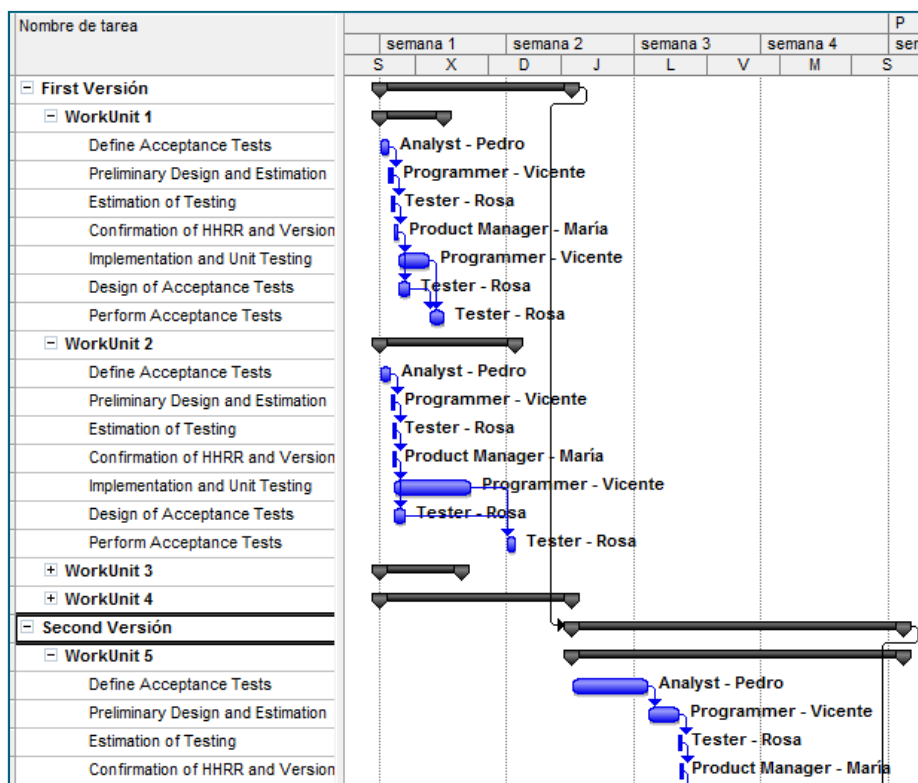 Nombre de tarea
P
semana 1 semana 2 semana 3 semana 4 sem
S X D J L V M S
First Versión
WorkUnit 1
Define Acceptance Tests Analyst - Pedro
Preliminary Design and Estimation Programmer - Vicente
Estimation of Testing Tester - Rosa
Confirmation of HHRR and Version Product Manager - María
Implementation and Unit Testing Programmer - Vicente
Design of Acceptance Tests Tester - Rosa
Perform Acceptance Tests Tester - Rosa
WorkUnit 2
Define Acceptance Tests Analyst - Pedro
Preliminary Design and Estimation Programmer - Vicente
Estimation of Testing Tester - Rosa
Confirmation of HHRR and Version Product Manager - María
Implementation and Unit Testing Programmer - Vicente
Design of Acceptance Tests Tester - Rosa
Perform Acceptance Tests Tester - Rosa
WorkUnit 3
WorkUnit 4
Second Versión
WorkUnit 5
Define Acceptance Tests Analyst - Pedro
Preliminary Design and Estimation Programmer - Vicente
Estimation of Testing Tester - Rosa
Confirmation of HHRR and Version Product Manager - María